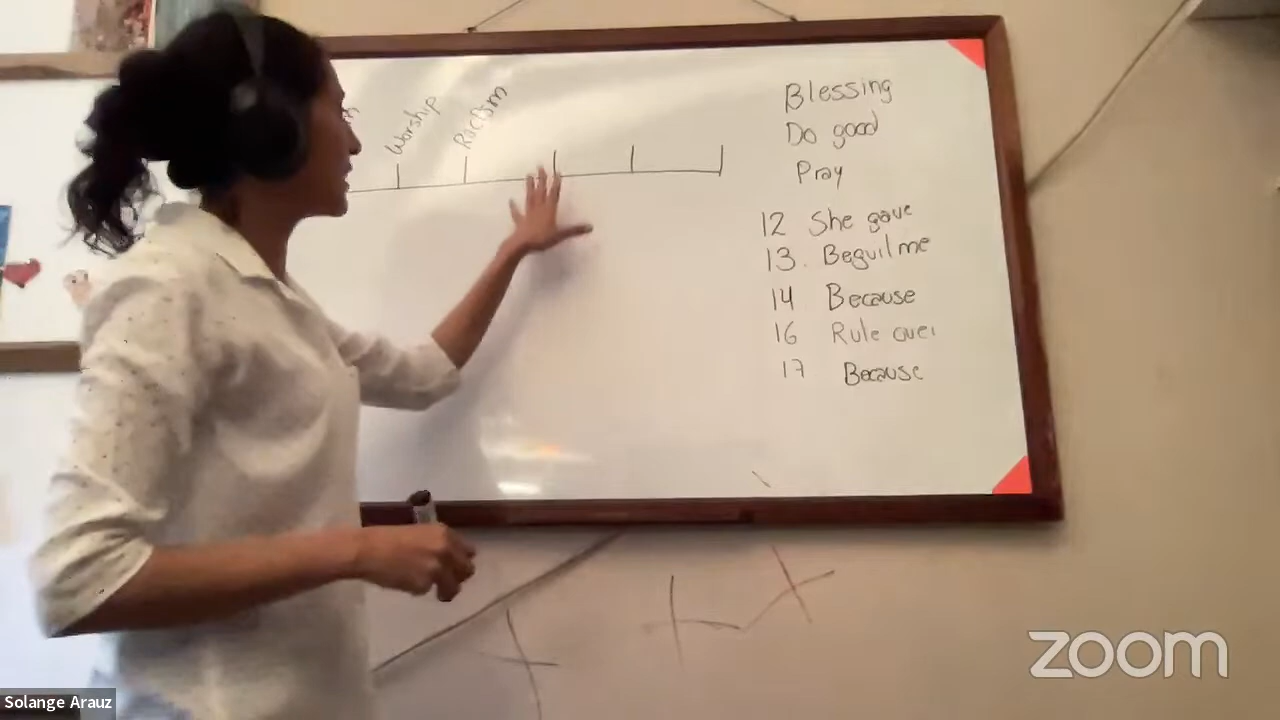 Worship
Racism
Blessing
Do good
Pray
12 She gave
13. Beguil me
14 Because
16 Rule over
17 Because
zoom
Solange Arauz